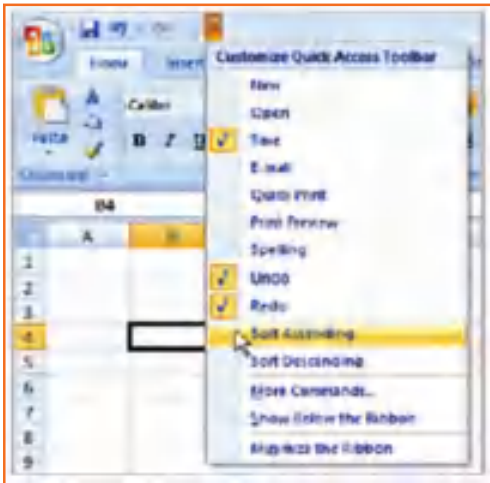 Home Insert
Customize Quick Access Toolbar
New
Open
Save
E-mail
Quick Print
Print Preview
Spelling
Undo
Redo
Sort Ascending
Sort Descending
More Commands...
Show Below the Ribbon
Minimize the Ribbon
Paste
Calibri
B I U
Clipboard
B4
A B
1
2
3
4
5
6
7
8
9